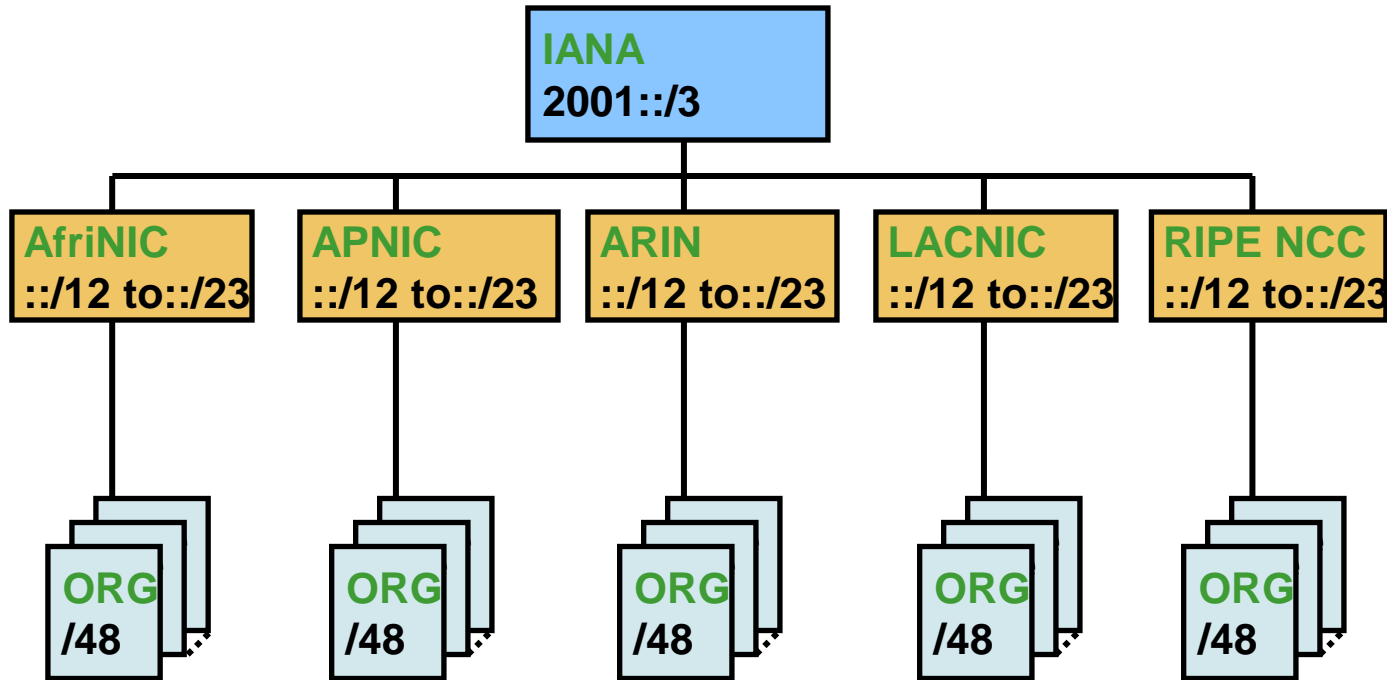 IANA
2001::/3
AfriNIC
::/12 to::/23
APNIC
::/12 to::/23
ARIN
::/12 to::/23
LACNIC
::/12 to::/23
RIPE NCC
::/12 to::/23
ORG
/48
ORG
/48
ORG
/48
ORG
/48
ORG
/48